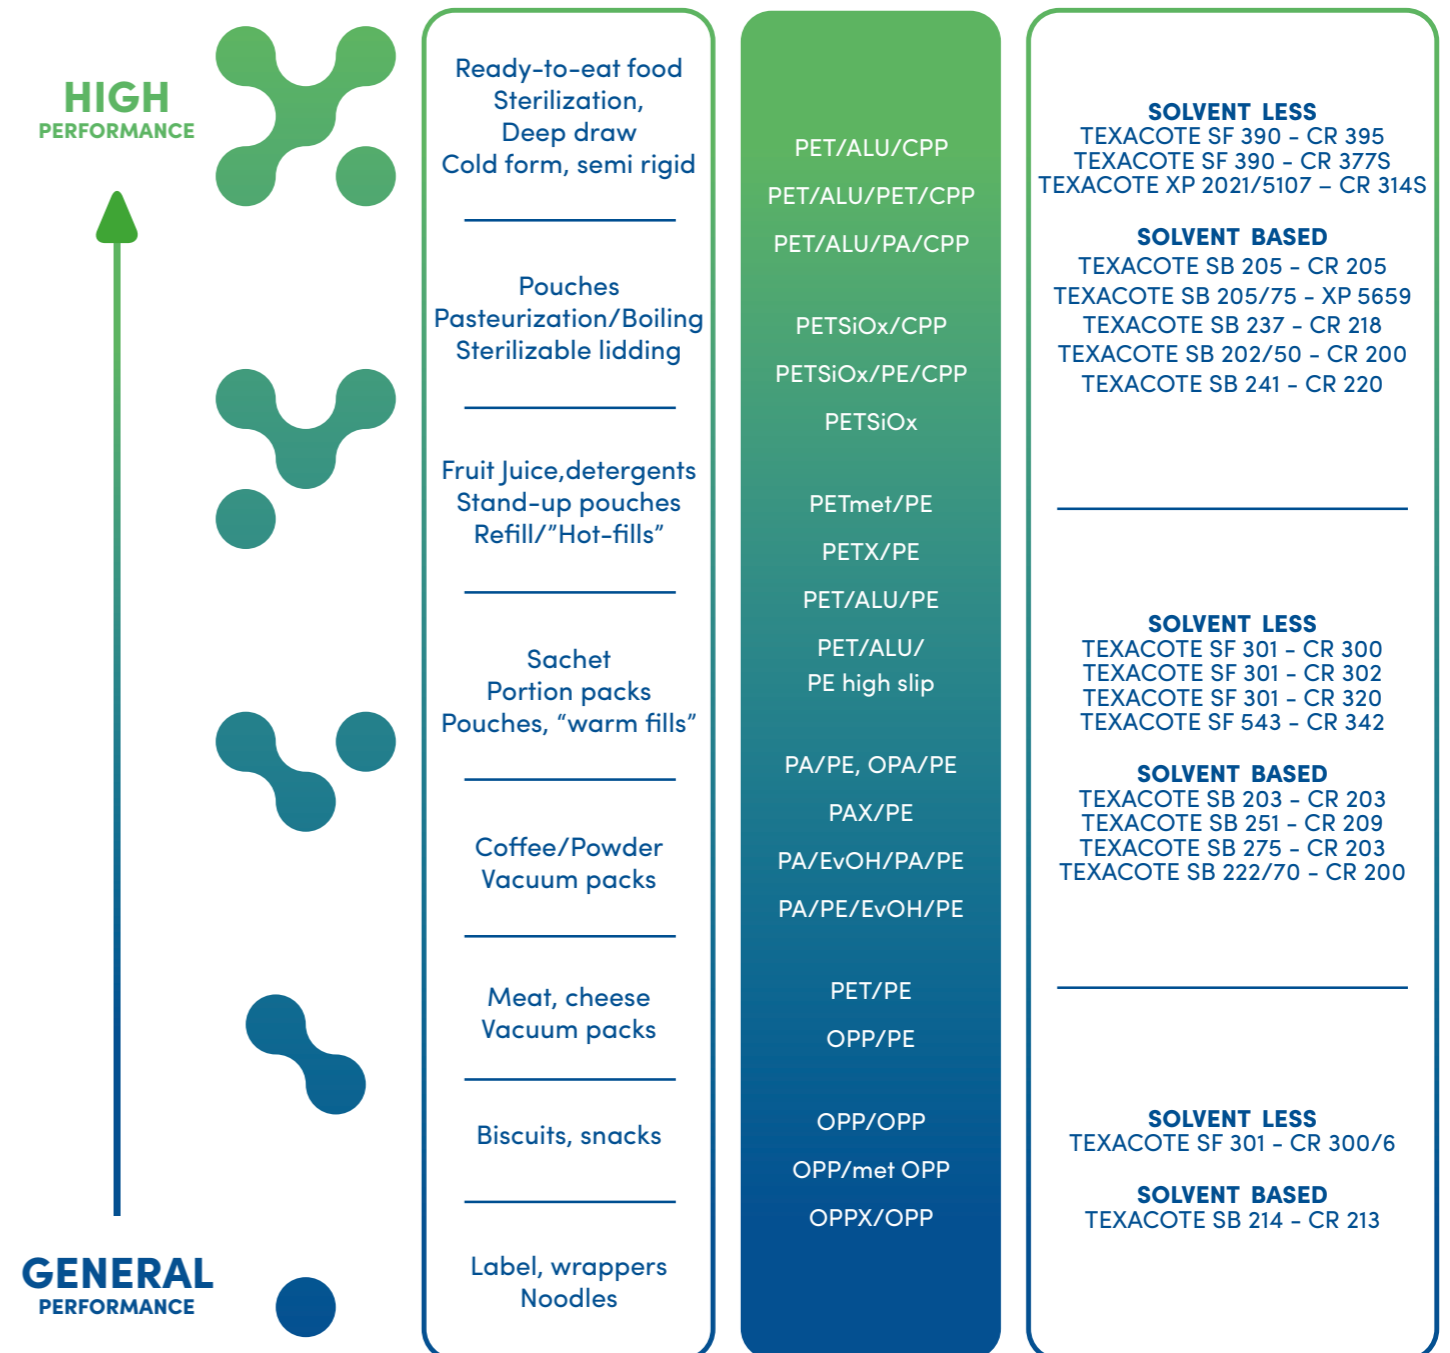 HIGH
PERFORMANCE
GENERAL
PERFORMANCE
Ready-to-eat food
Sterilization,
Deep draw
Cold form, semi rigid
Pouches
Pasteurization/Boiling
Sterilizable lidding
Fruit Juice,detergents
Stand-up pouches
Refill/”Hot-fills”
Sachet
Portion packs
Pouches, “warm fills”
Coffee/Powder
Vacuum packs
Meat, cheese
Vacuum packs
Biscuits, snacks
Label, wrappers
Noodles
PET/ALU/CPP
PET/ALU/PET/CPP
PET/ALU/PA/CPP
PETSiOx/CPP
PETSiOx/PE/CPP
PETSiOx
PETmet/PE
PETX/PE
PET/ALU/PE
PET/ALU/
PE high slip
PA/PE, OPA/PE
PAX/PE
PA/EvOH/PA/PE
PA/PE/EvOH/PE
PET/PE
OPP/PE
OPP/OPP
OPP/met OPP
OPPX/OPP
SOLVENT LESS
TEXACOTE SF 390 - CR 395
TEXACOTE SF 390 - CR 377S
TEXACOTE XP 2021/5107 – CR 314S
SOLVENT BASED
TEXACOTE SB 205 - CR 205
TEXACOTE SB 205/75 - XP 5659
TEXACOTE SB 237 - CR 218
TEXACOTE SB 202/50 - CR 200
TEXACOTE SB 241 - CR 220
SOLVENT LESS
TEXACOTE SF 301 - CR 300
TEXACOTE SF 301 - CR 302
TEXACOTE SF 301 - CR 320
TEXACOTE SF 543 - CR 342
SOLVENT BASED
TEXACOTE SB 203 - CR 203
TEXACOTE SB 251 - CR 209
TEXACOTE SB 275 - CR 203
TEXACOTE SB 222/70 - CR 200
SOLVENT LESS
TEXACOTE SF 301 - CR 300/6
SOLVENT BASED
TEXACOTE SB 214 - CR 213